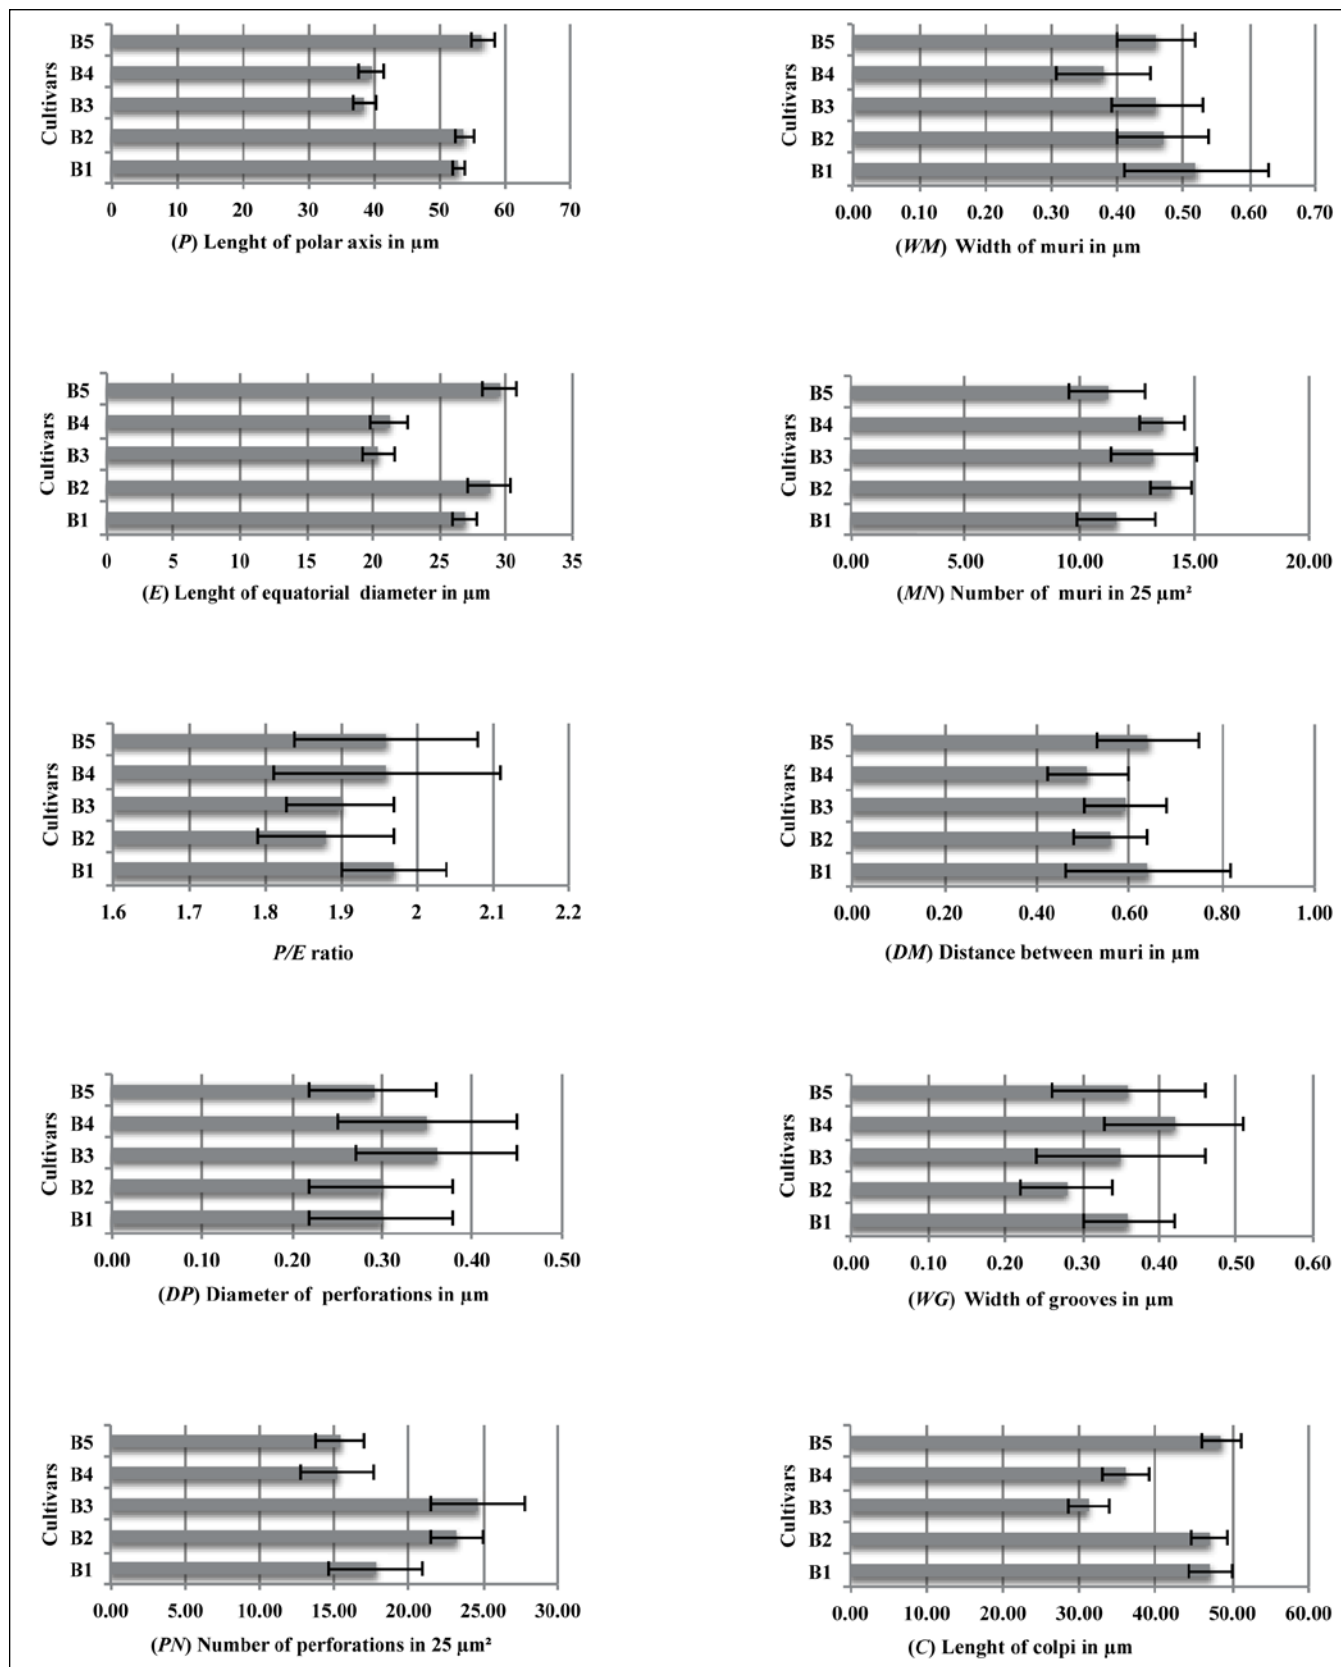 Cultivars
B5
B4
B3
B2
B1
0 10 20 30 40 50 60 70
(P) Lenght of polar axis in µm
Cultivars
B5
B4
B3
B2
B1
0.00 0.10 0.20 0.30 0.40 0.50 0.60 0.70
(WM) Width of muri in µm
Cultivars
B5
B4
B3
B2
B1
0 5 10 15 20 25 30 35
(E) Lenght of equatorial diameter in µm
Cultivars
B5
B4
B3
B2
B1
0.00 5.00 10.00 15.00 20.00
(MN) Number of muri in 25 µm²
Cultivars
B5
B4
B3
B2
B1
1.6 1.7 1.8 1.9 2 2.1 2.2
P/E ratio
Cultivars
B5
B4
B3
B2
B1
0.00 0.20 0.40 0.60 0.80 1.00
(DM) Distance between muri in µm
Cultivars
B5
B4
B3
B2
B1
0.00 0.10 0.20 0.30 0.40 0.50
(DP) Diameter of perforations in µm
Cultivars
B5
B4
B3
B2
B1
0.00 0.10 0.20 0.30 0.40 0.50 0.60
(WG) Width of grooves in µm
Cultivars
B5
B4
B3
B2
B1
0.00 5.00 10.00 15.00 20.00 25.00 30.00
(PN) Number of perforations in 25 µm²
Cultivars
B5
B4
B3
B2
B1
0.00 10.00 20.00 30.00 40.00 50.00 60.00
(C) Lenght of colpi in µm